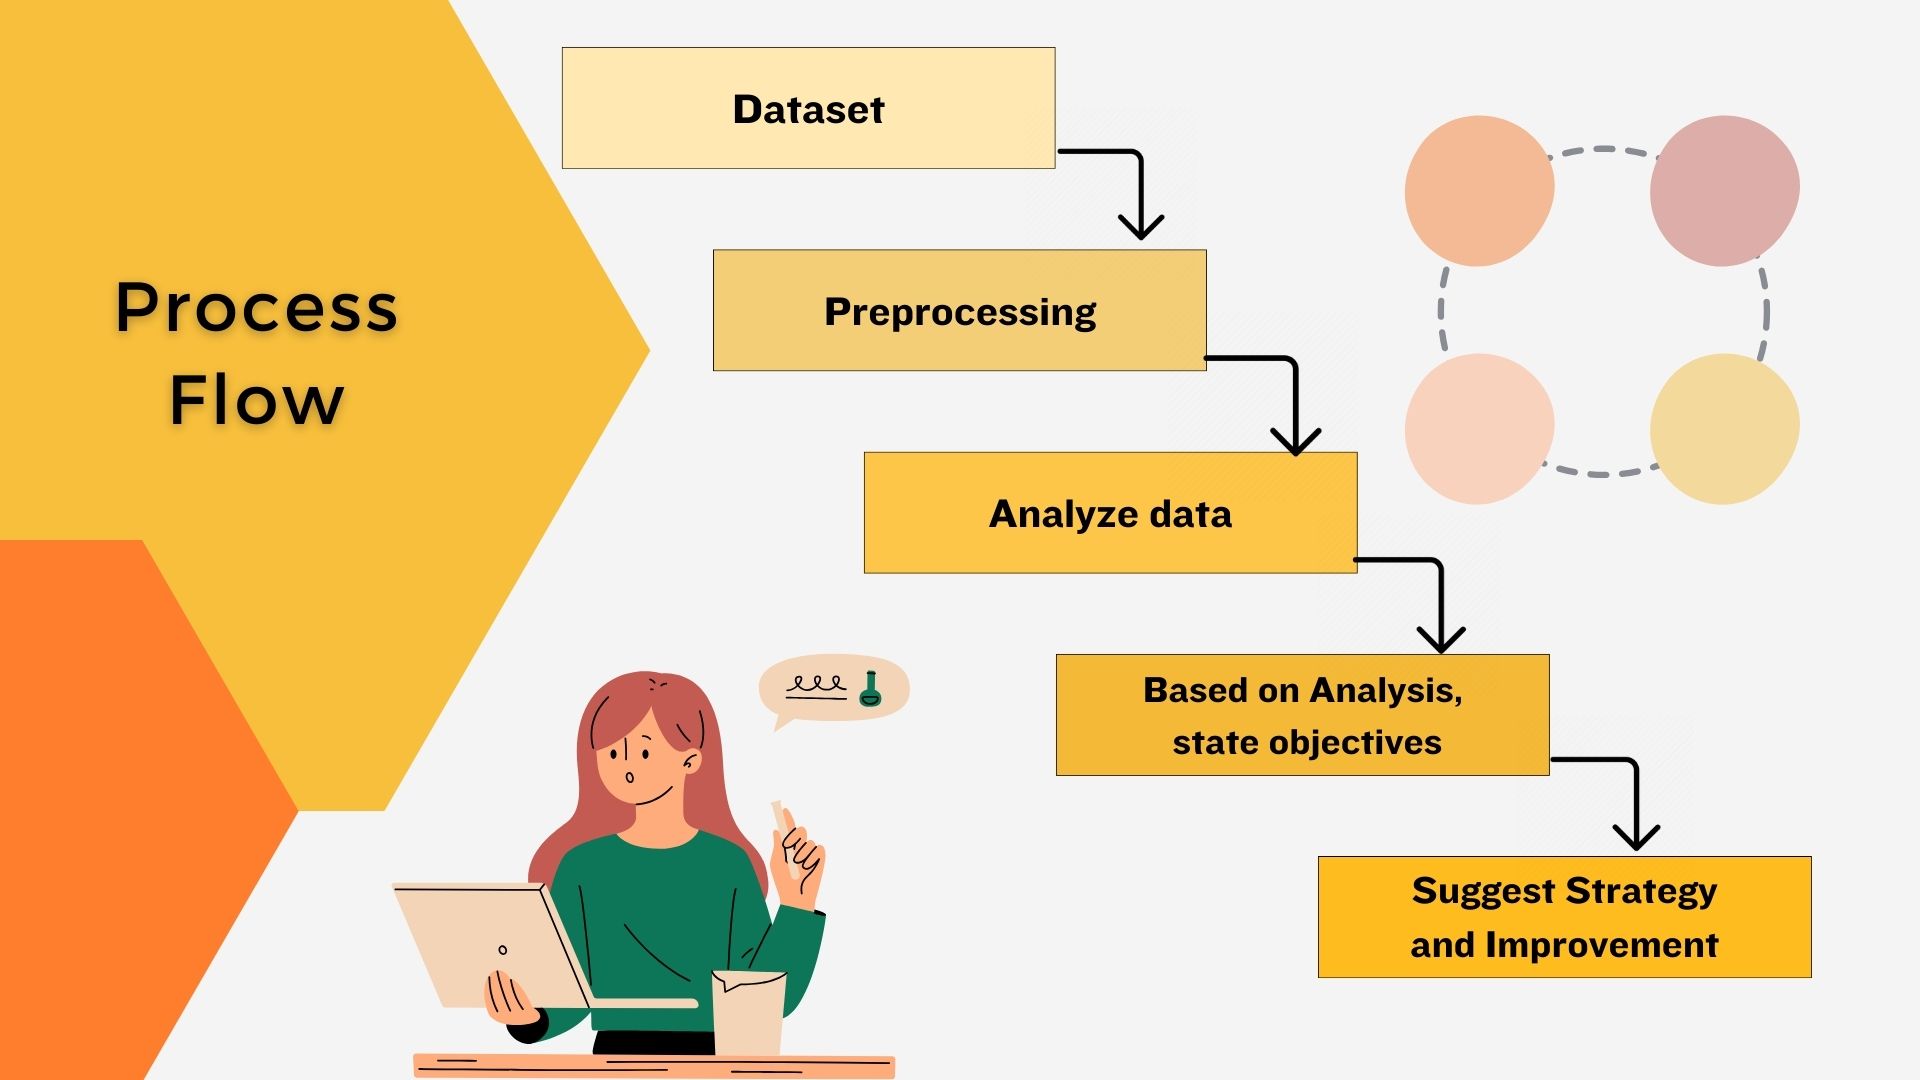 Process
Flow
Dataset
Preprocessing
Analyze data
Based on Analysis,
state objectives
Suggest Strategy
and Improvement